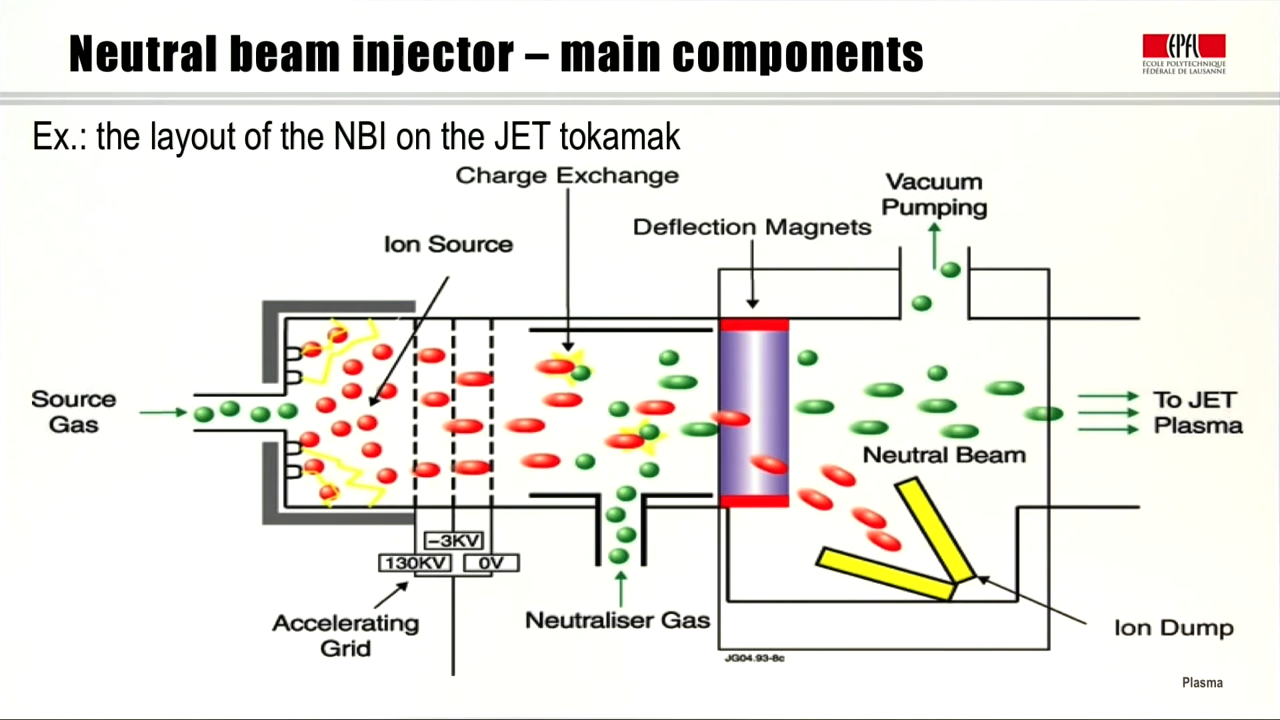 Neutral beam injector – main components
EPFL
ÉCOLE POLYTECHNIQUE
FÉDÉRALE DE LAUSANNE
Ex.: the layout of the NBI on the JET tokamak
Charge Exchange
Vacuum
Pumping
Deflection Magnets
Ion Source
Source
Gas
To JET
Plasma
Neutral Beam
–3KV
130KV
0V
Accelerating
Grid
Neutraliser Gas
Ion Dump
JG04.93-8c
Plasma